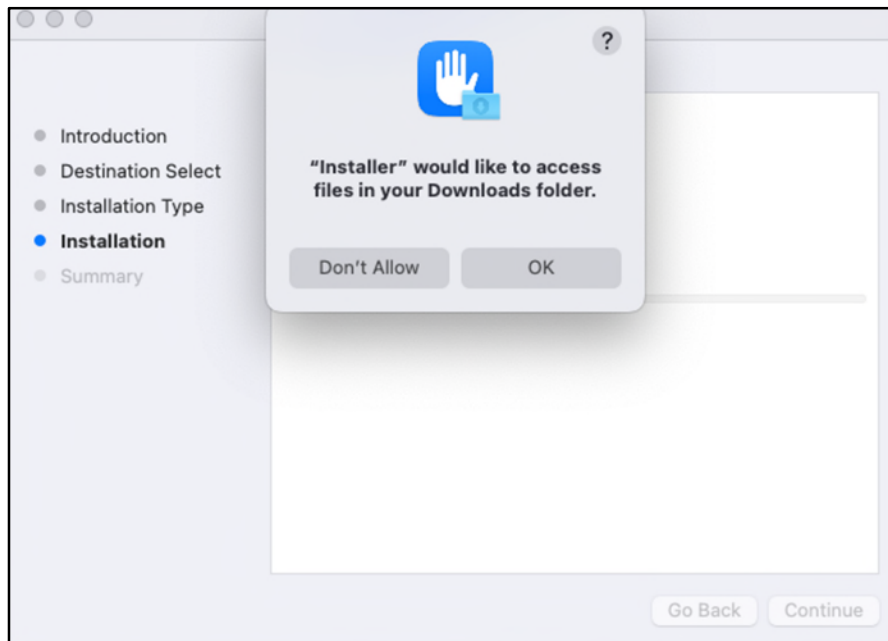 ?
“Installer” would like to access
files in your Downloads folder.
Don’t Allow
OK
Introduction
Destination Select
Installation Type
Installation
Summary
Go Back
Continue